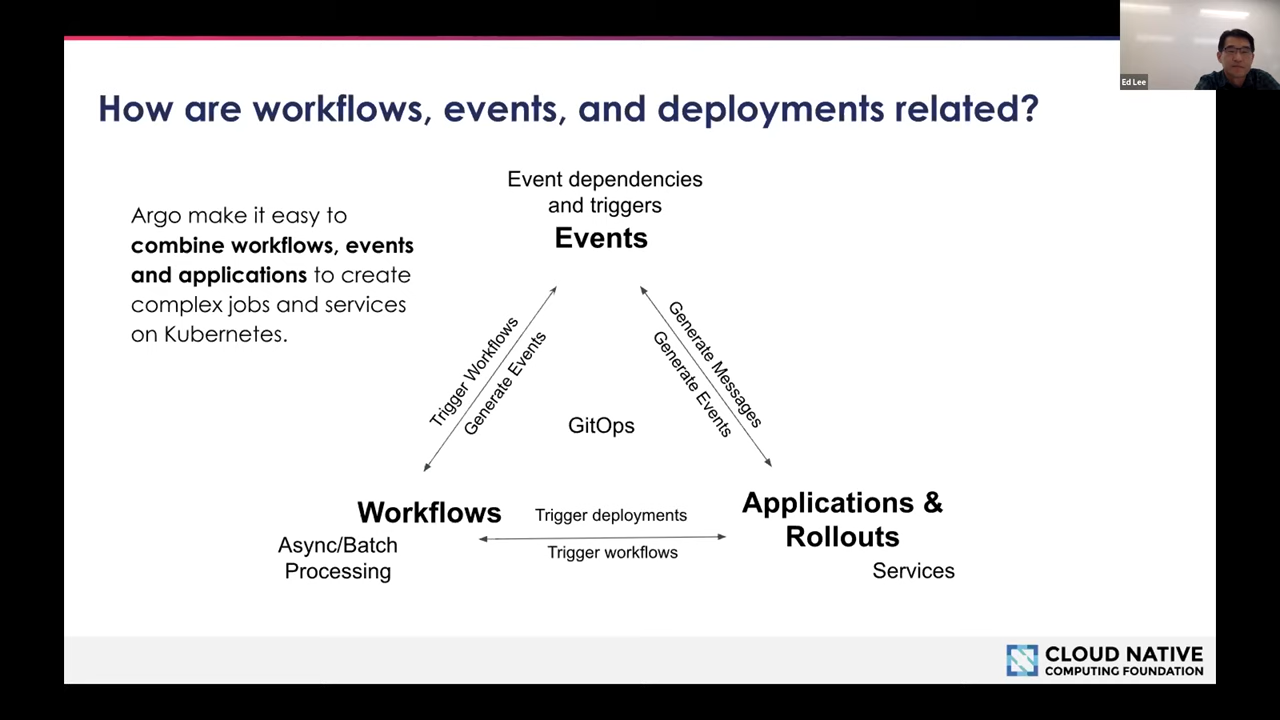 Ed Lee
How are workflows, events, and deployments related?
Argo make it easy to
combine workflows, events
and applications to create
complex jobs and services
on Kubernetes.
Event dependencies
and triggers
Events
Trigger Workflows
Generate Events
Generate Messages
Generate Events
GitOps
Workflows
Async/Batch
Processing
Trigger deployments
Trigger workflows
Applications &
Rollouts
Services
CLOUD NATIVE
COMPUTING FOUNDATION